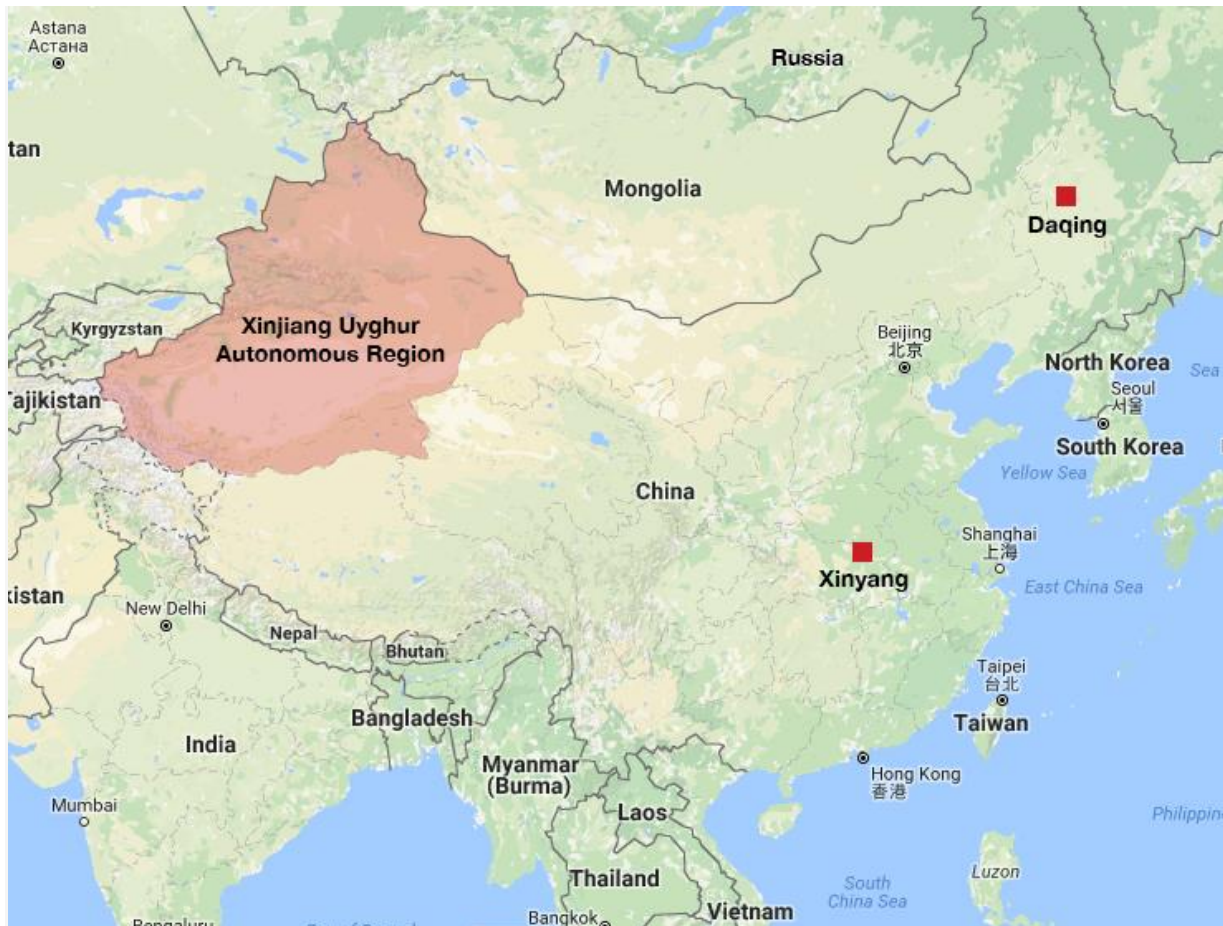 Astana
Астана
Russia
tan
Mongolia
Daqing
Xinjiang Uyghur
Autonomous Region
Kyrgyzstan
Beijing
北京
North Korea
Sea
Seoul
서울
Tajikistan
South Korea
Yellow Sea
China
Shanghai
上海
Xinyang
East China Sea
kistan
New Delhi
Nepal
Bhutan
Taipei
台北
Taiwan
Bangladesh
India
Myanmar
(Burma)
Hong Kong
香港
Mumbai
Laos
Philippin
Thailand
Luzon
South
China Sea
Vietnam
Bangkok
Bengaluru